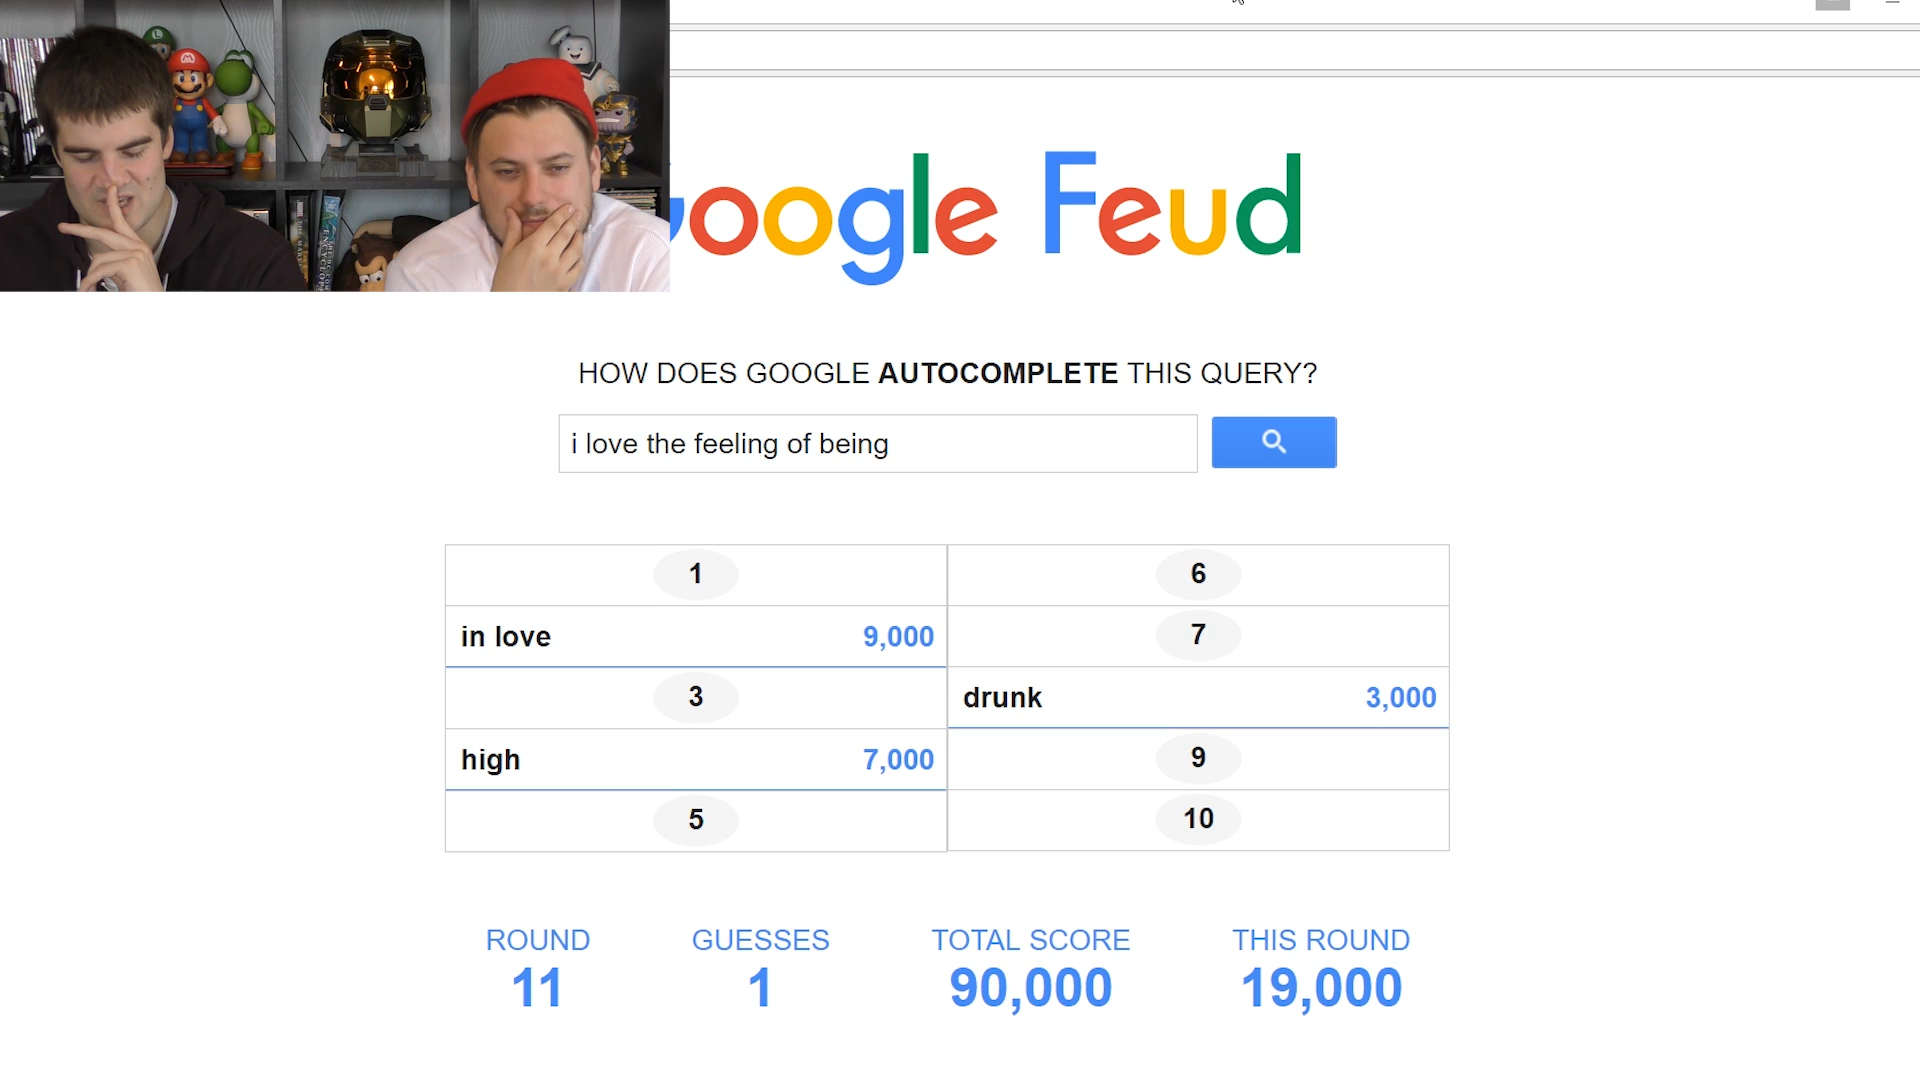 oogle Feud
HOW DOES GOOGLE AUTOCOMPLETE THIS QUERY?
i love the feeling of being
1
in love 9,000
3
high 7,000
5
6
7
drunk 3,000
9
10
ROUND GUESSES TOTAL SCORE THIS ROUND
11 1 90,000 19,000